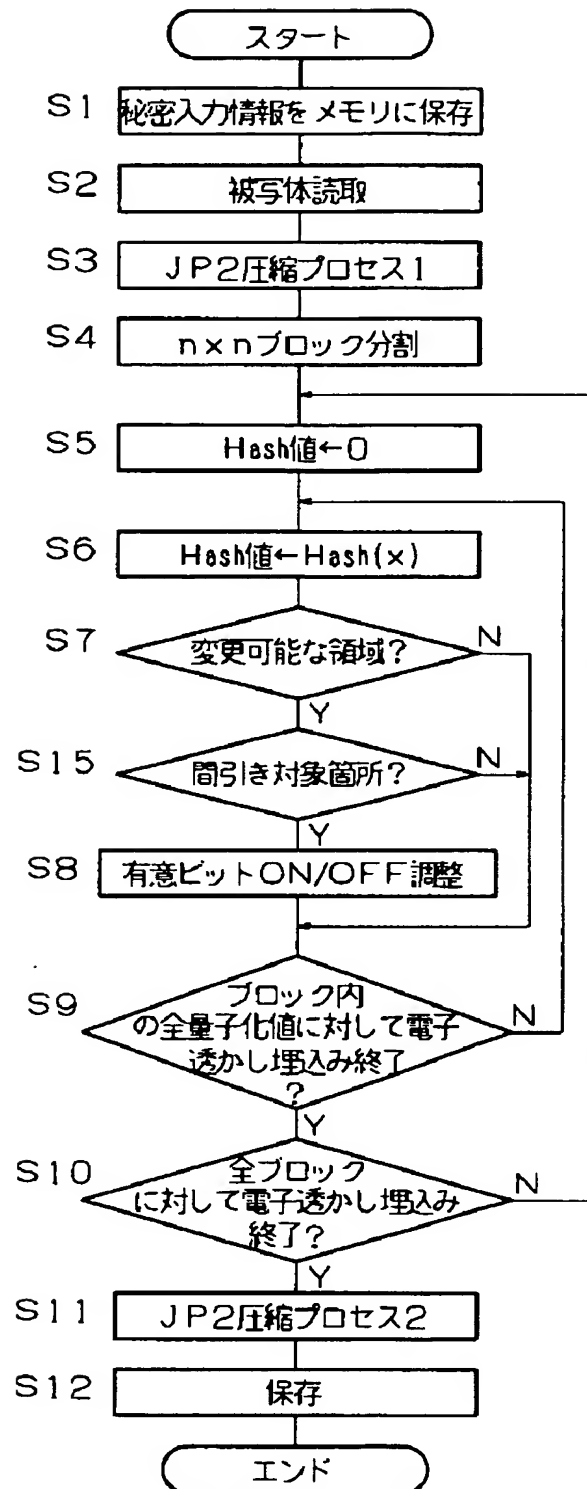 スタート
S1 秘密入力情報をメモリに保存
S2 被写体読取
S3 JP2圧縮プロセス1
S4 n×nブロック分割
S5 Hash値←0
S6 Hash値←Hash(x)
S7 変更可能な領域? N
Y
S15 間引き対象箇所? N
Y
S8 有意ビットON/OFF調整
S9 ブロック内
の全量子化値に対して電子 N
透かし埋込み終了
?
Y
S10 全ブロック
に対して電子透かし埋込み N
終了?
Y
S11 JP2圧縮プロセス2
S12 保存
エンド